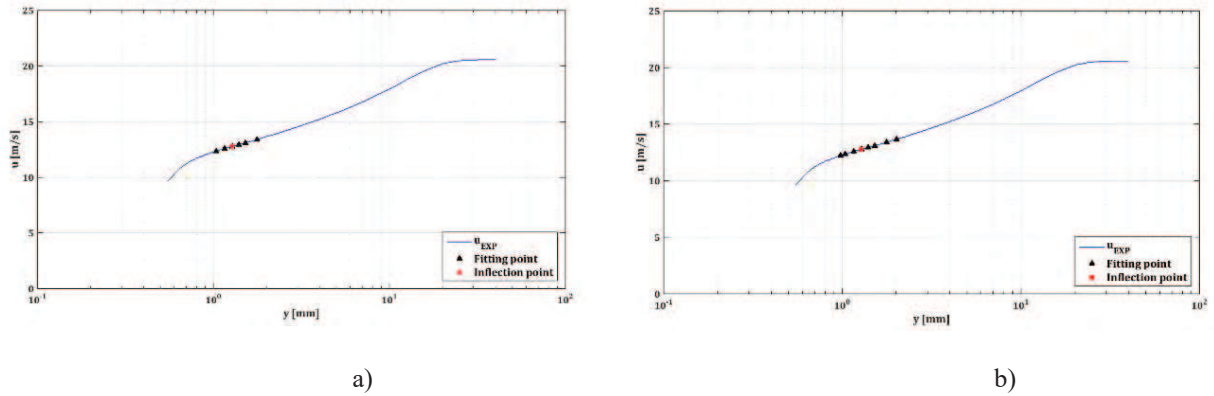 25
20
15
10
5
0
u [m/s]
10⁻¹ 10⁰ 10¹ 10²
y [mm]
u_EXP
Fitting point
Inflection point
a)
25
20
15
10
5
0
u [m/s]
10⁻¹ 10⁰ 10¹ 10²
y [mm]
u_EXP
Fitting point
Inflection point
b)